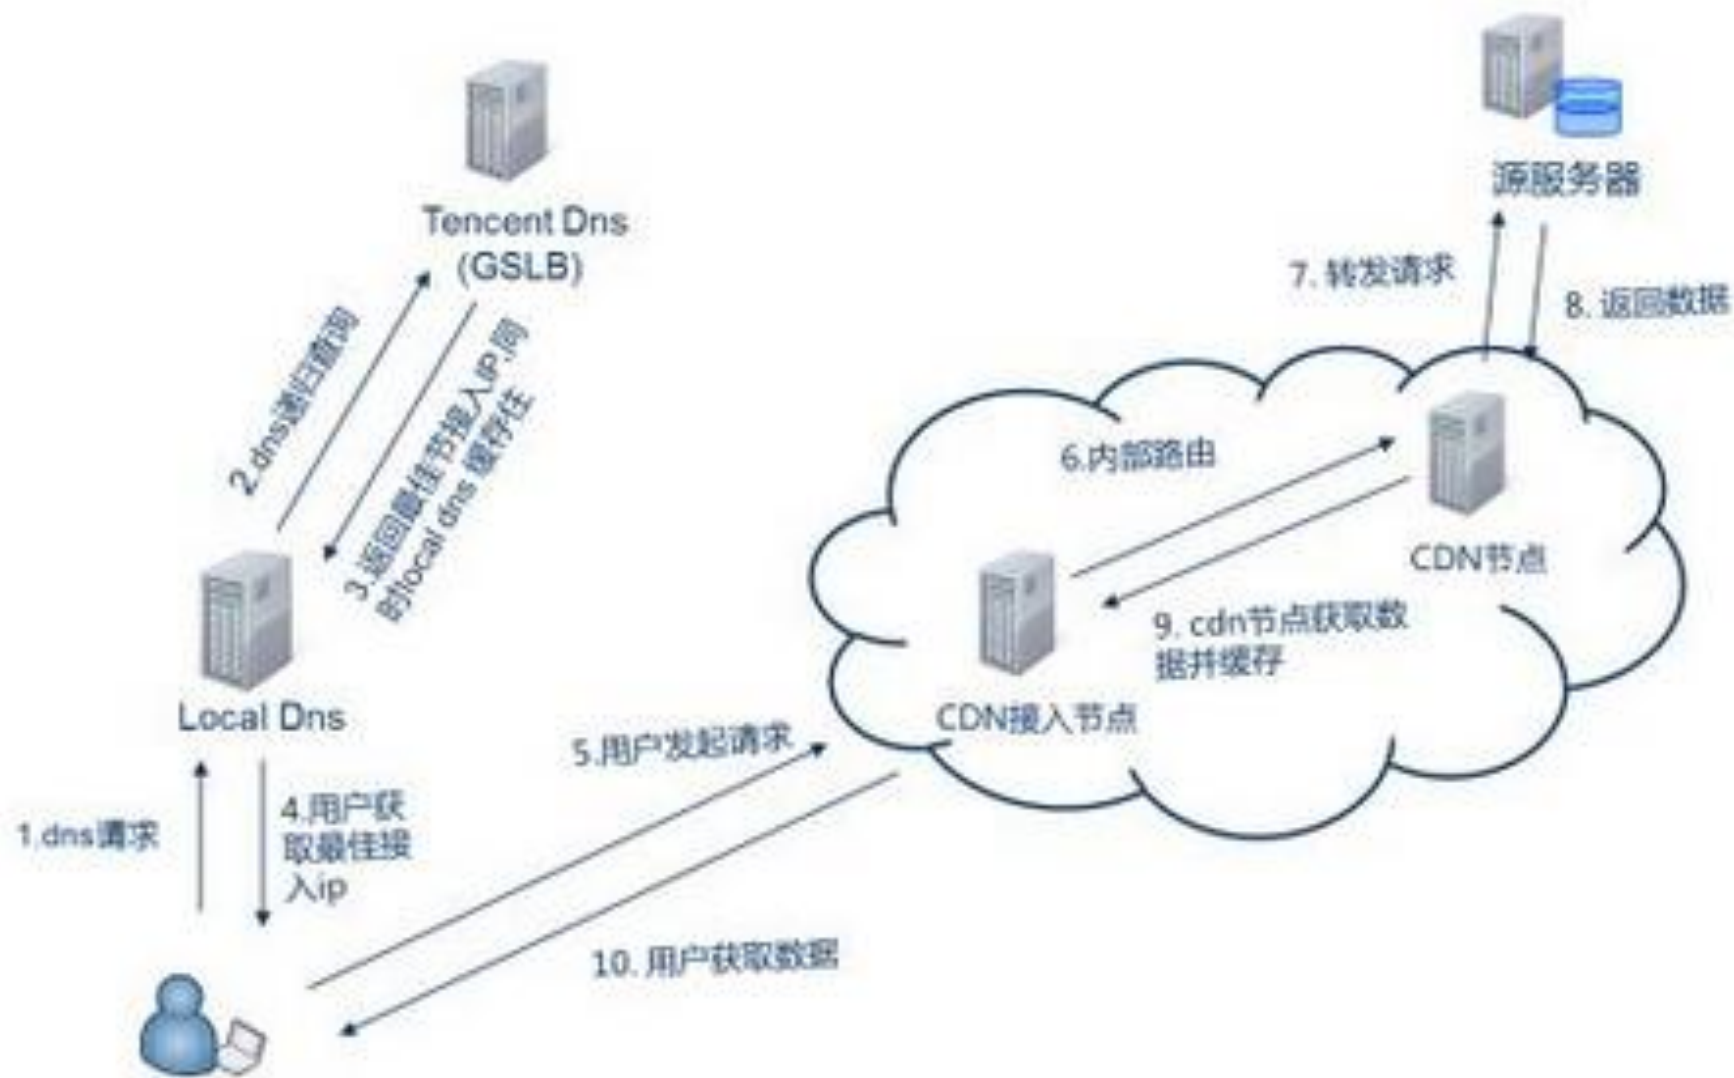 源服务器
Tencent Dns
(GSLB)
7. 转发请求
8. 返回数据
2.dns递归查询
3.返回最佳节接入IP,同
时local dns 缓存住
6.内部路由
CDN节点
9. cdn节点获取数
据并缓存
Local Dns
CDN接入节点
5.用户发起请求
1.dns请求
4.用户获
取最佳接
入ip
10. 用户获取数据